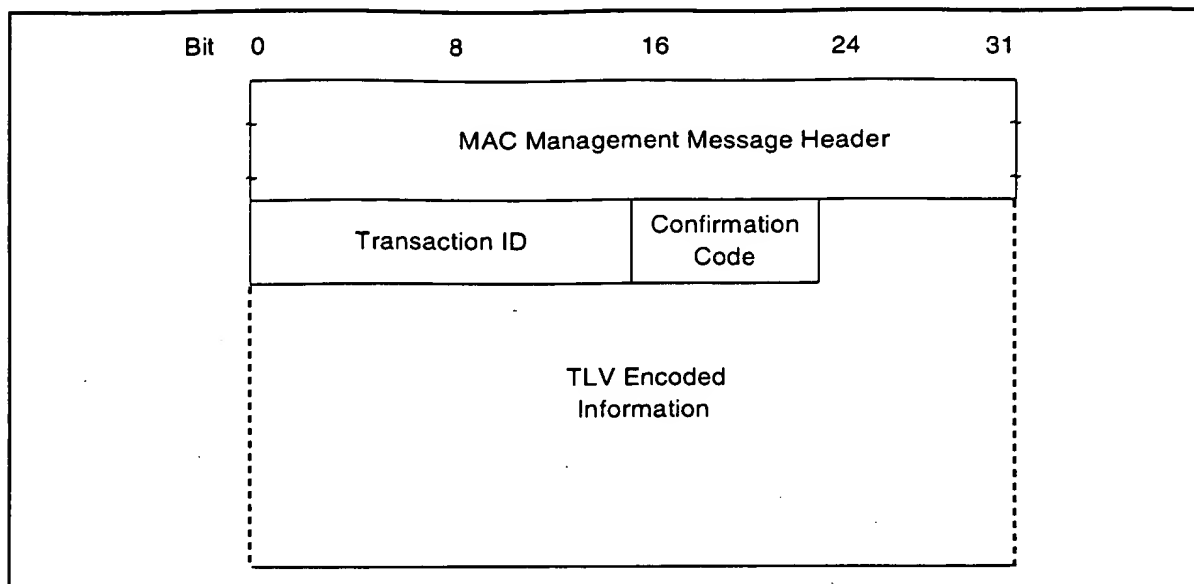 Bit 0 8 16 24 31
MAC Management Message Header
Transaction ID
Confirmation
Code
TLV Encoded
Information